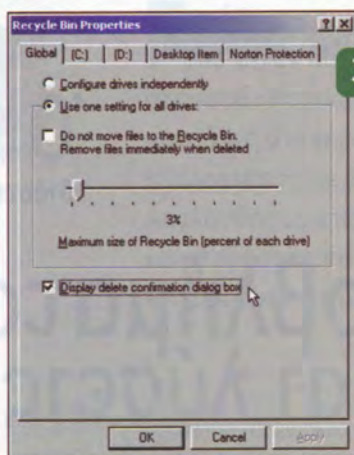 Recycle Bin Properties
Global (C:) (D:) Desktop Item Norton Protection
Configure drives independently
Use one setting for all drives:
Do not move files to the Recycle Bin.
Remove files immediately when deleted
3%
Maximum size of Recycle Bin (percent of each drive)
Display delete confirmation dialog box
OK Cancel Apply